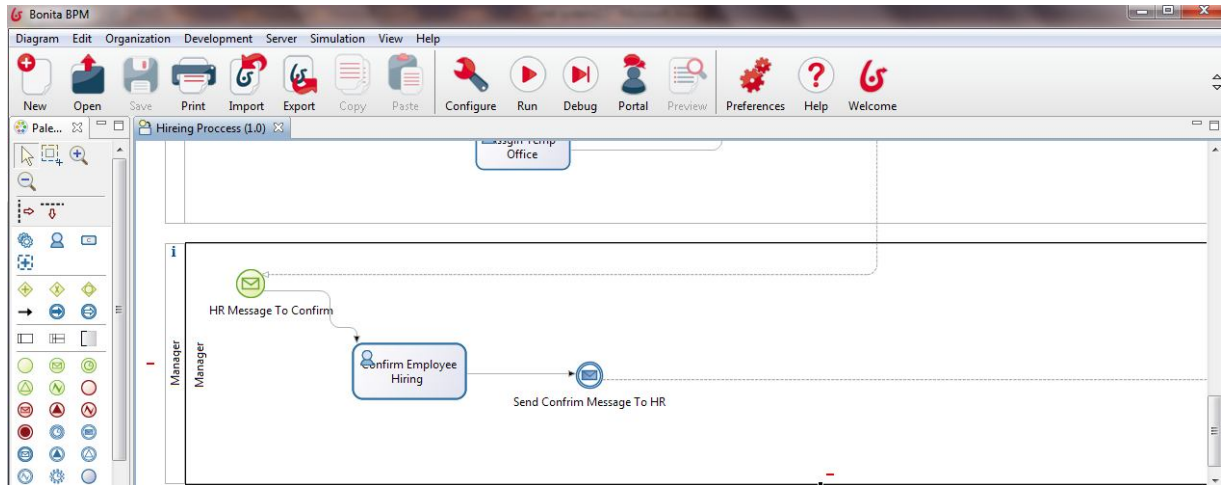 Bonita BPM
Diagram Edit Organization Development Server Simulation View Help
New Open Save Print Import Export Copy Paste Configure Run Debug Portal Preview Preferences Help Welcome
Pale... Hireing Proccess (1.0)
Temp
Office
HR Message To Confirm
Manager
Manager
Confirm Employee
Hiring
Send Confrim Message To HR